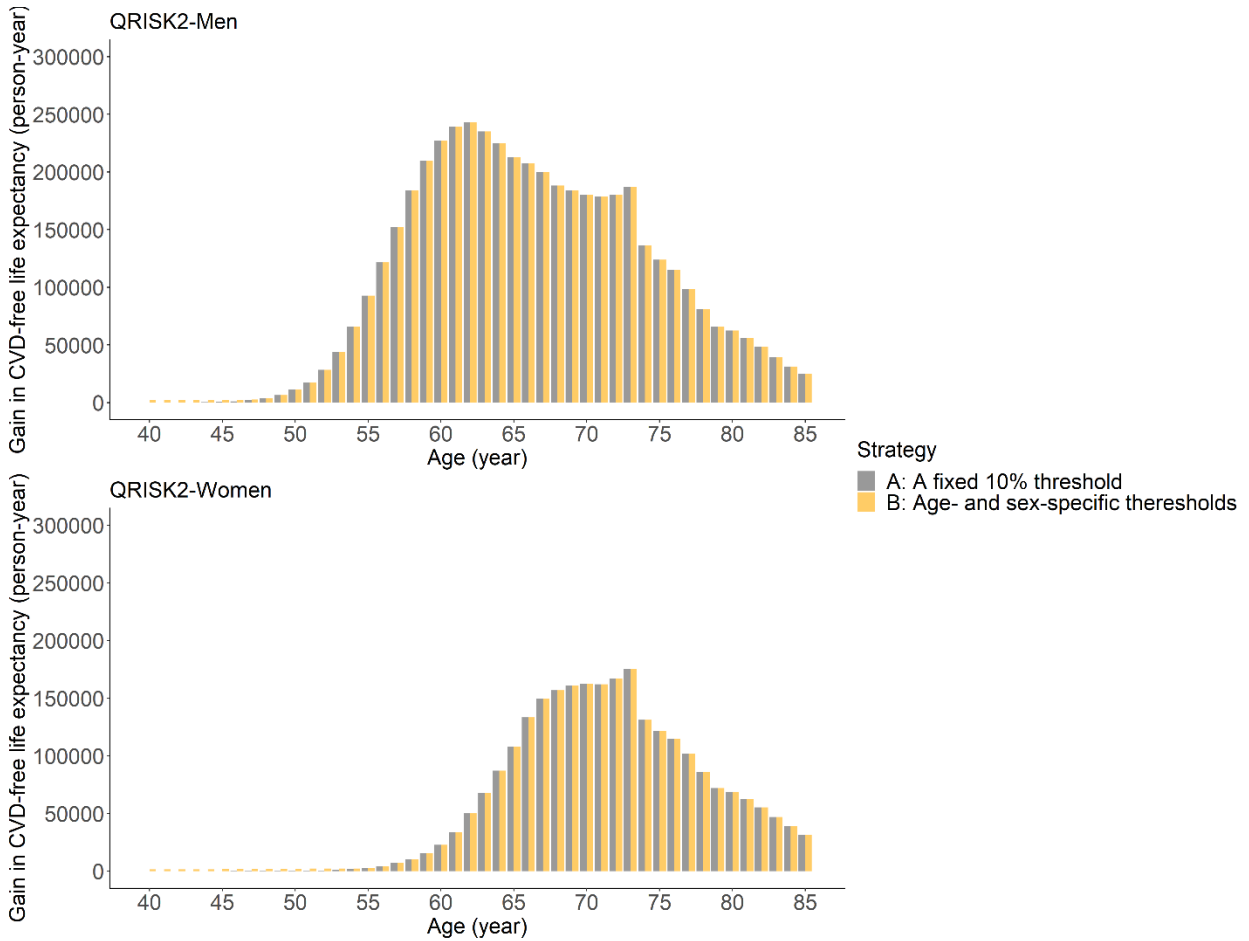 QRISK2-Men
Gain in CVD-free life expectancy (person-year)
300000
250000
200000
150000
100000
50000
0
40 45 50 55 60 65 70 75 80 85
Age (year)
Strategy
A: A fixed 10% threshold
B: Age- and sex-specific theresholds
QRISK2-Women
Gain in CVD-free life expectancy (person-year)
300000
250000
200000
150000
100000
50000
0
40 45 50 55 60 65 70 75 80 85
Age (year)